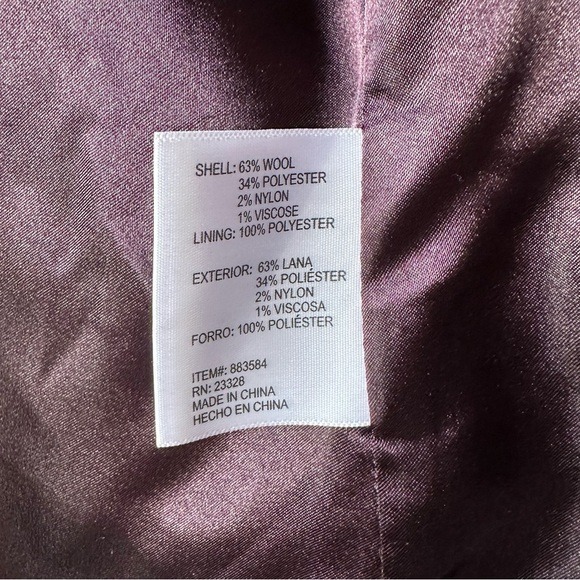 SHELL: 63% WOOL
34% POLYESTER
2% NYLON
1% VISCOSE
LINING: 100% POLYESTER
EXTERIOR: 63% LANA
34% POLIÉSTER
2% NYLON
1% VISCOSA
FORRO: 100% POLIÉSTER
ITEM#: 883584
RN: 23328
MADE IN CHINA
HECHO EN CHINA